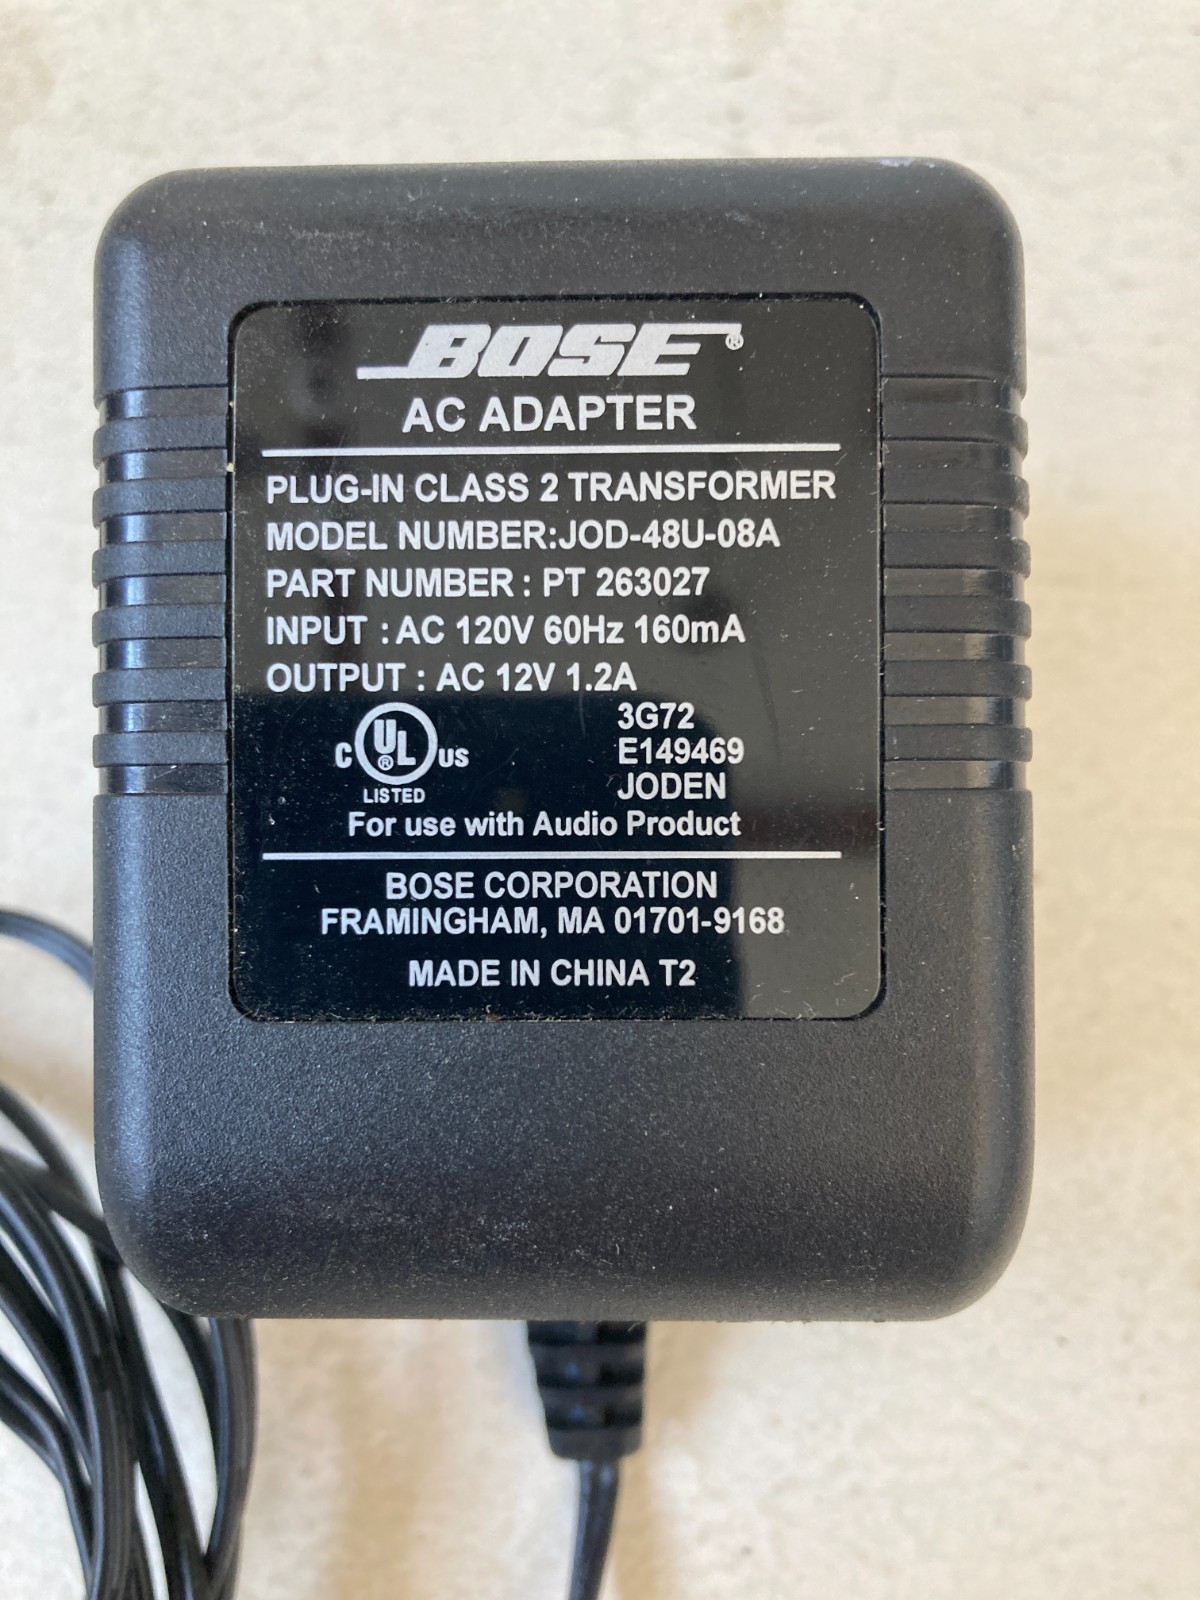 BOSE®
AC ADAPTER
PLUG-IN CLASS 2 TRANSFORMER
MODEL NUMBER:JOD-48U-08A
PART NUMBER : PT 263027
INPUT : AC 120V 60Hz 160mA
OUTPUT : AC 12V 1.2A
C UL® US
LISTED
3G72
E149469
JODEN
For use with Audio Product
BOSE CORPORATION
FRAMINGHAM, MA 01701-9168
MADE IN CHINA T2